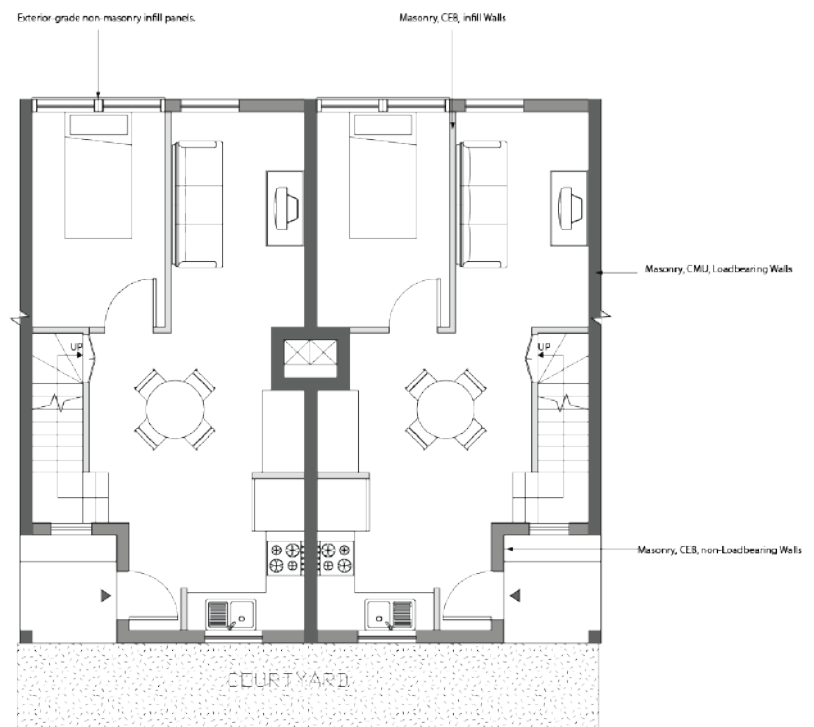 Exterior-grade non-masonry infill panels.
Masonry, CEB, infill Walls
Masonry, CMU, Loadbearing Walls
UP
UP
Masonry, CEB, non-Loadbearing Walls
COURTYARD